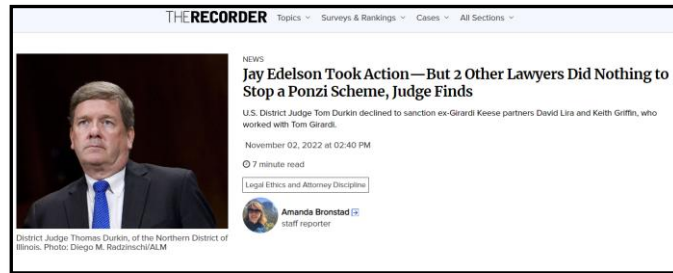 THE RECORDER Topics Surveys & Rankings Cases All Sections
NEWS
Jay Edelson Took Action—But 2 Other Lawyers Did Nothing to
Stop a Ponzi Scheme, Judge Finds
U.S. District Judge Tom Durkin declined to sanction ex-Girardi Keese partners David Lira and Keith Griffin, who
worked with Tom Girardi.
November 02, 2022 at 02:40 PM
7 minute read
Legal Ethics and Attorney Discipline
Amanda Bronstad
staff reporter
District Judge Thomas Durkin, of the Northern District of
Illinois. Photo: Diego M. Radzinschi/ALM